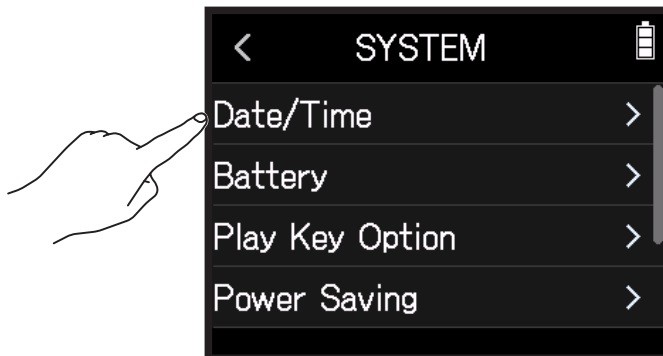 SYSTEM
Date/Time
Battery
Play Key Option
Power Saving